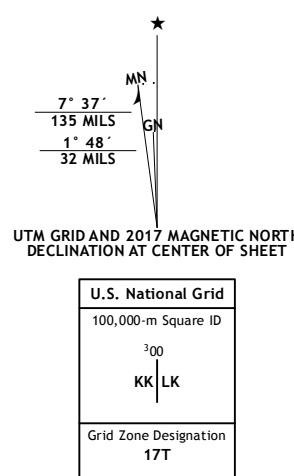 ★
MN
7° 37´
135 MILS
GN
1° 48´
32 MILS
UTM GRID AND 2017 MAGNETIC NORTH
DECLINATION AT CENTER OF SHEET
U.S. National Grid
100,000-m Square ID
³00
KK LK
Grid Zone Designation
17T